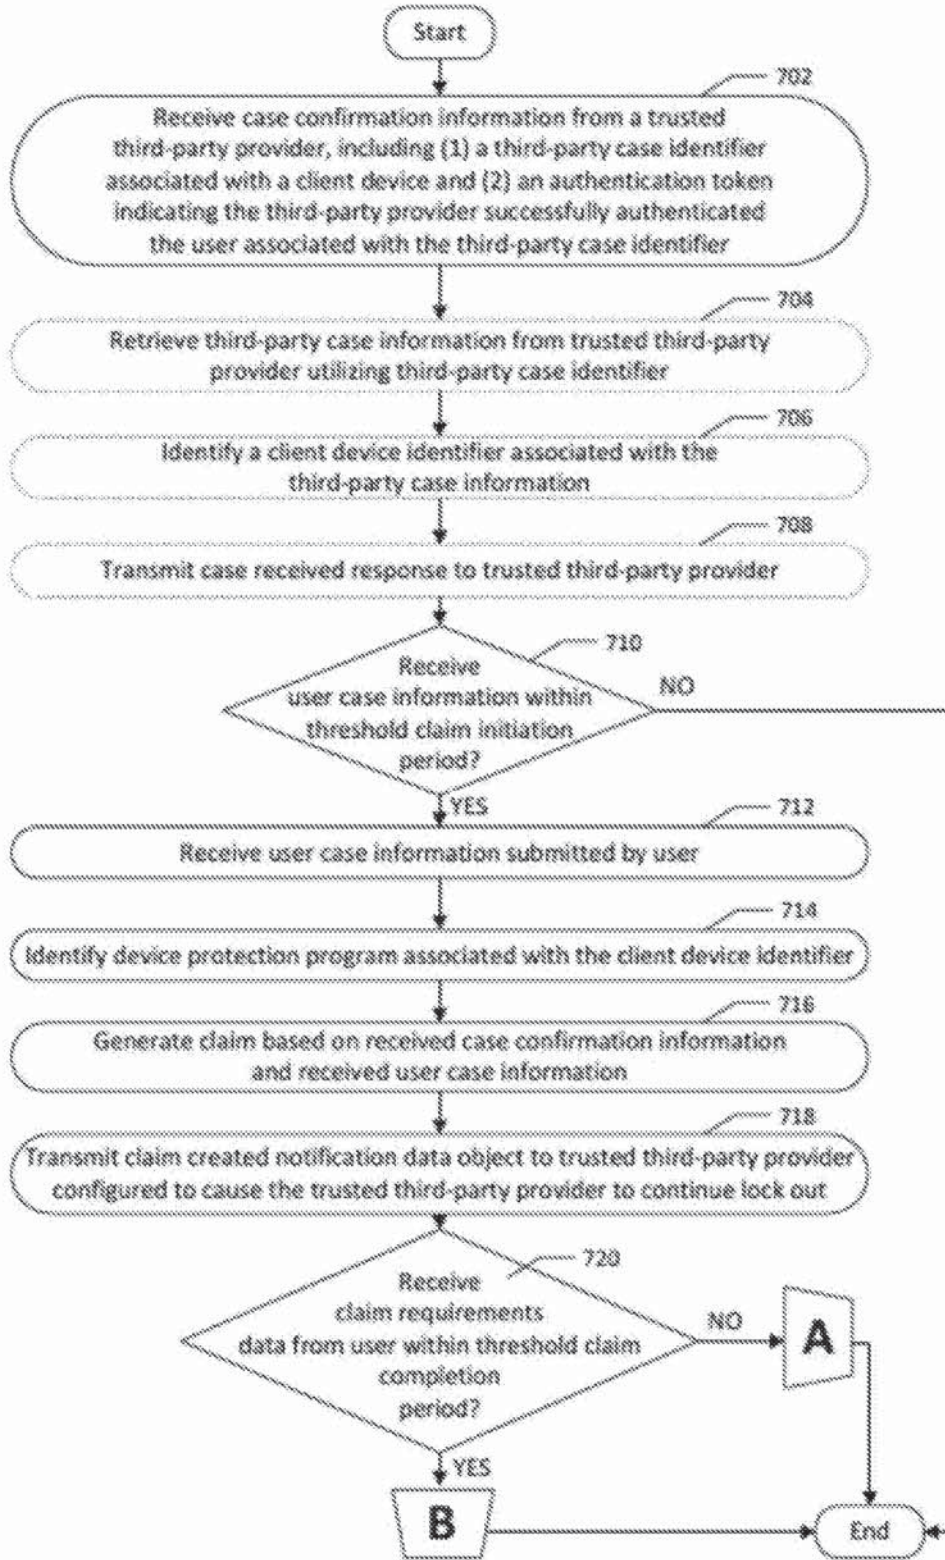 Start
702
Receive case confirmation information from a trusted
third-party provider, including (1) a third-party case identifier
associated with a client device and (2) an authentication token
indicating the third-party provider successfully authenticated
the user associated with the third-party case identifier
704
Retrieve third-party case information from trusted third-party
provider utilizing third-party case identifier
706
Identify a client device identifier associated with the
third-party case information
708
Transmit case received response to trusted third-party provider
710
Receive
user case information within
threshold claim initiation
period?
NO
YES
712
Receive user case information submitted by user
714
Identify device protection program associated with the client device identifier
716
Generate claim based on received case confirmation information
and received user case information
718
Transmit claim created notification data object to trusted third-party provider
configured to cause the trusted third-party provider to continue lock out
720
Receive
claim requirements
data from user within threshold claim
completion
period?
NO
A
YES
B
End